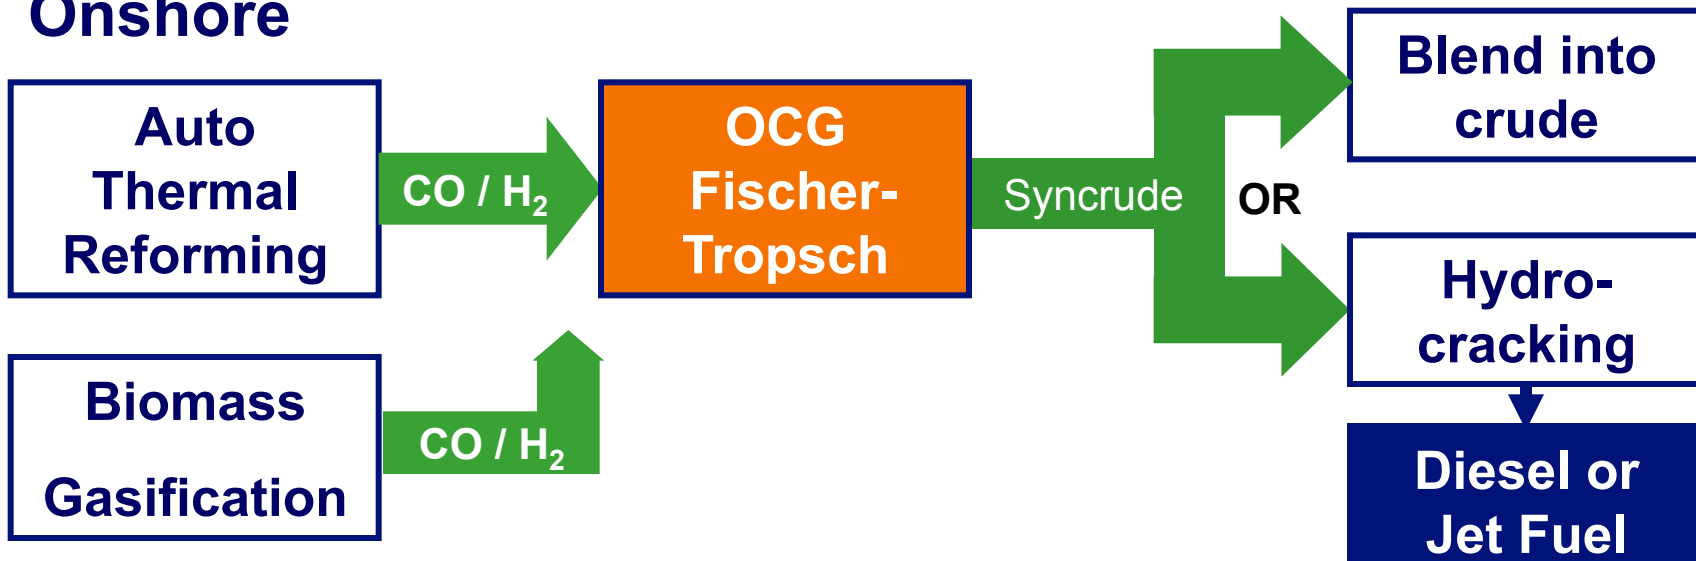 Onshore
Auto
Thermal
Reforming
CO / H₂
OCG
Fischer-
Tropsch
Syncrude
OR
Blend into
crude
Hydro-
cracking
Diesel or
Jet Fuel
Biomass
Gasification
CO / H₂